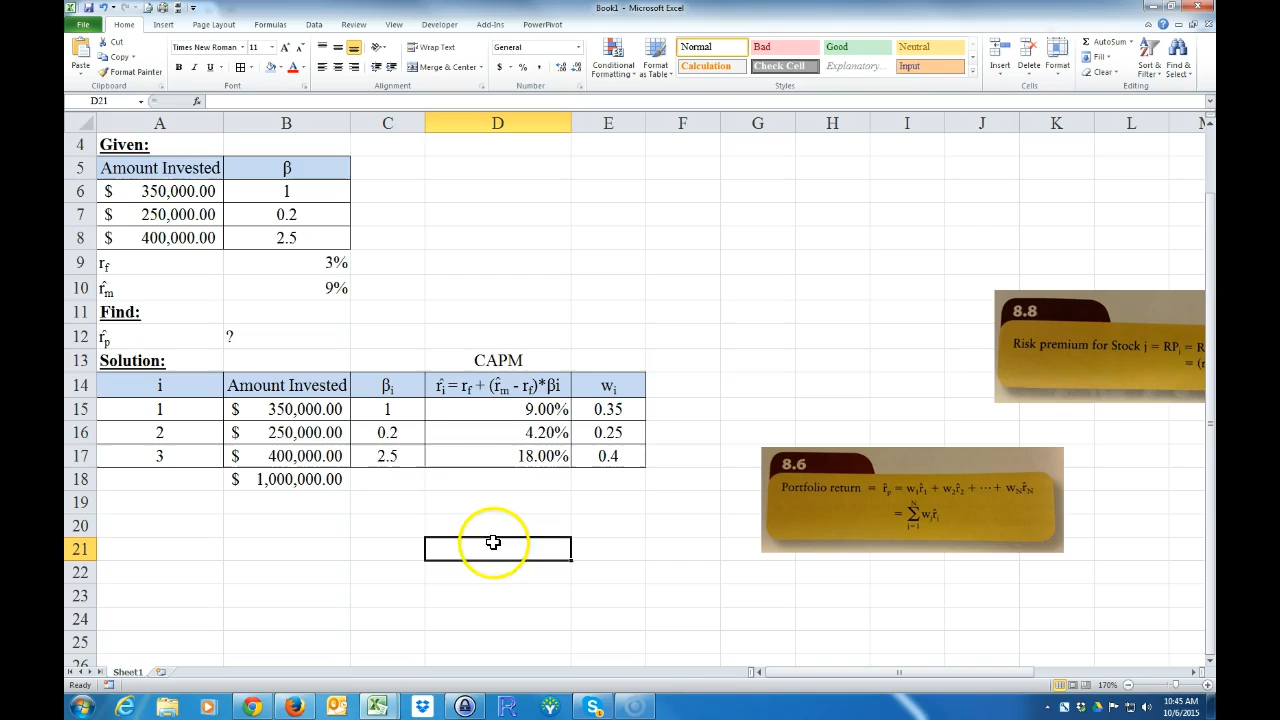 Book1 - Microsoft Excel
File Home Insert Page Layout Formulas Data Review View Developer Add-Ins PowerPivot
Cut
Copy
Format Painter
Paste
Clipboard
Times New Roman 11
B I U
Font
Wrap Text
Merge & Center
Alignment
General
$ % ,
Number
Conditional Formatting
Format as Table
Normal Bad Good Neutral
Calculation Check Cell Explanatory... Input
Styles
Insert Delete Format
Cells
AutoSum
Fill
Clear
Sort & Filter
Find & Select
Editing
D21 fx
A B C D E F G H I J K L M
4 Given:
5 Amount Invested β
6 $ 350,000.00 1
7 $ 250,000.00 0.2
8 $ 400,000.00 2.5
9 rf 3%
10 r̂m 9%
11 Find:
12 r̂p ?
13 Solution: CAPM
14 i Amount Invested βi r̂i = rf + (r̂m - rf)*βi wi
15 1 $ 350,000.00 1 9.00% 0.35
16 2 $ 250,000.00 0.2 4.20% 0.25
17 3 $ 400,000.00 2.5 18.00% 0.4
18 $ 1,000,000.00
19
20
21
22
23
24
25
26
8.8
Risk premium for Stock j = RPj = R
= (r
8.6
Portfolio return = r̂p = w1r̂1 + w2r̂2 + ⋯ + wNr̂N
= N Σ j=1 wjr̂j
Sheet1
Ready
170%
10:45 AM
10/6/2015